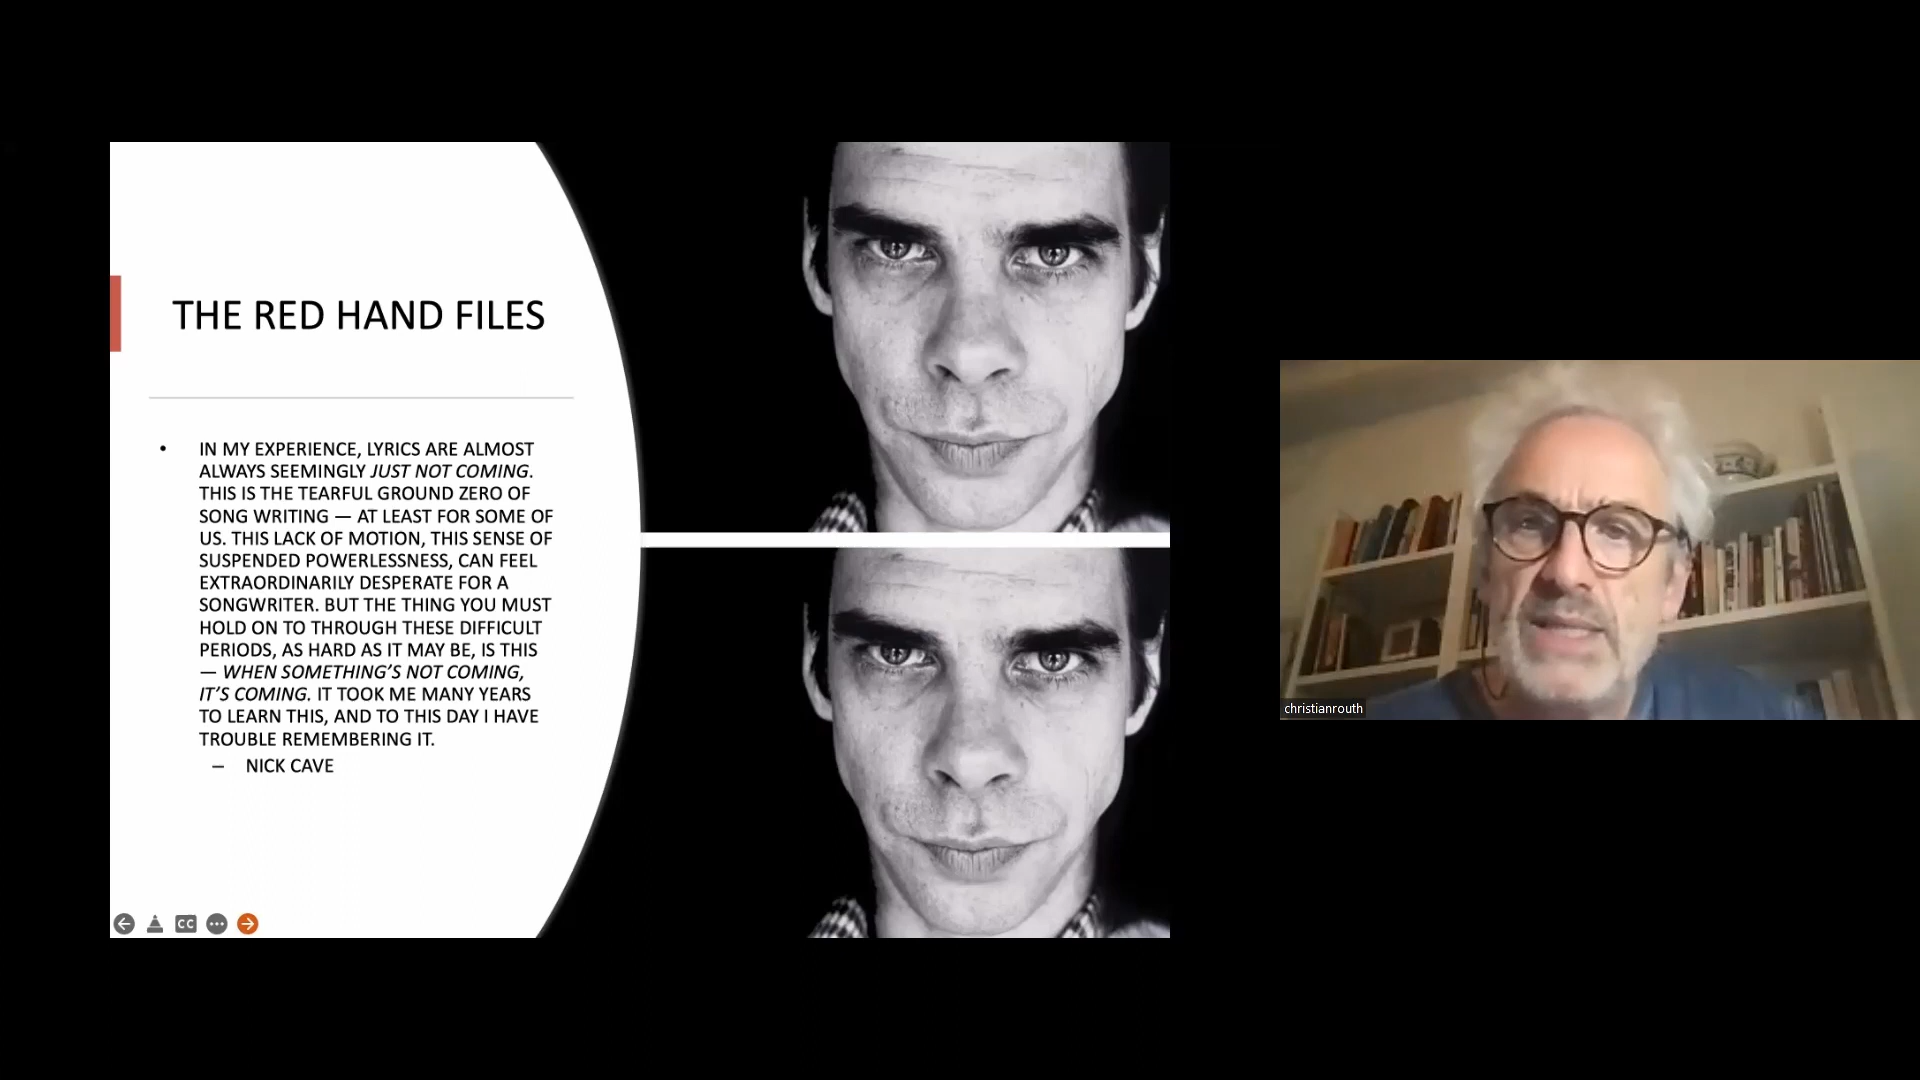 THE RED HAND FILES
• IN MY EXPERIENCE, LYRICS ARE ALMOST
ALWAYS SEEMINGLY JUST NOT COMING.
THIS IS THE TEARFUL GROUND ZERO OF
SONG WRITING — AT LEAST FOR SOME OF
US. THIS LACK OF MOTION, THIS SENSE OF
SUSPENDED POWERLESSNESS, CAN FEEL
EXTRAORDINARILY DESPERATE FOR A
SONGWRITER. BUT THE THING YOU MUST
HOLD ON TO THROUGH THESE DIFFICULT
PERIODS, AS HARD AS IT MAY BE, IS THIS
— WHEN SOMETHING’S NOT COMING,
IT’S COMING. IT TOOK ME MANY YEARS
TO LEARN THIS, AND TO THIS DAY I HAVE
TROUBLE REMEMBERING IT.
– NICK CAVE
CC
christianrouth